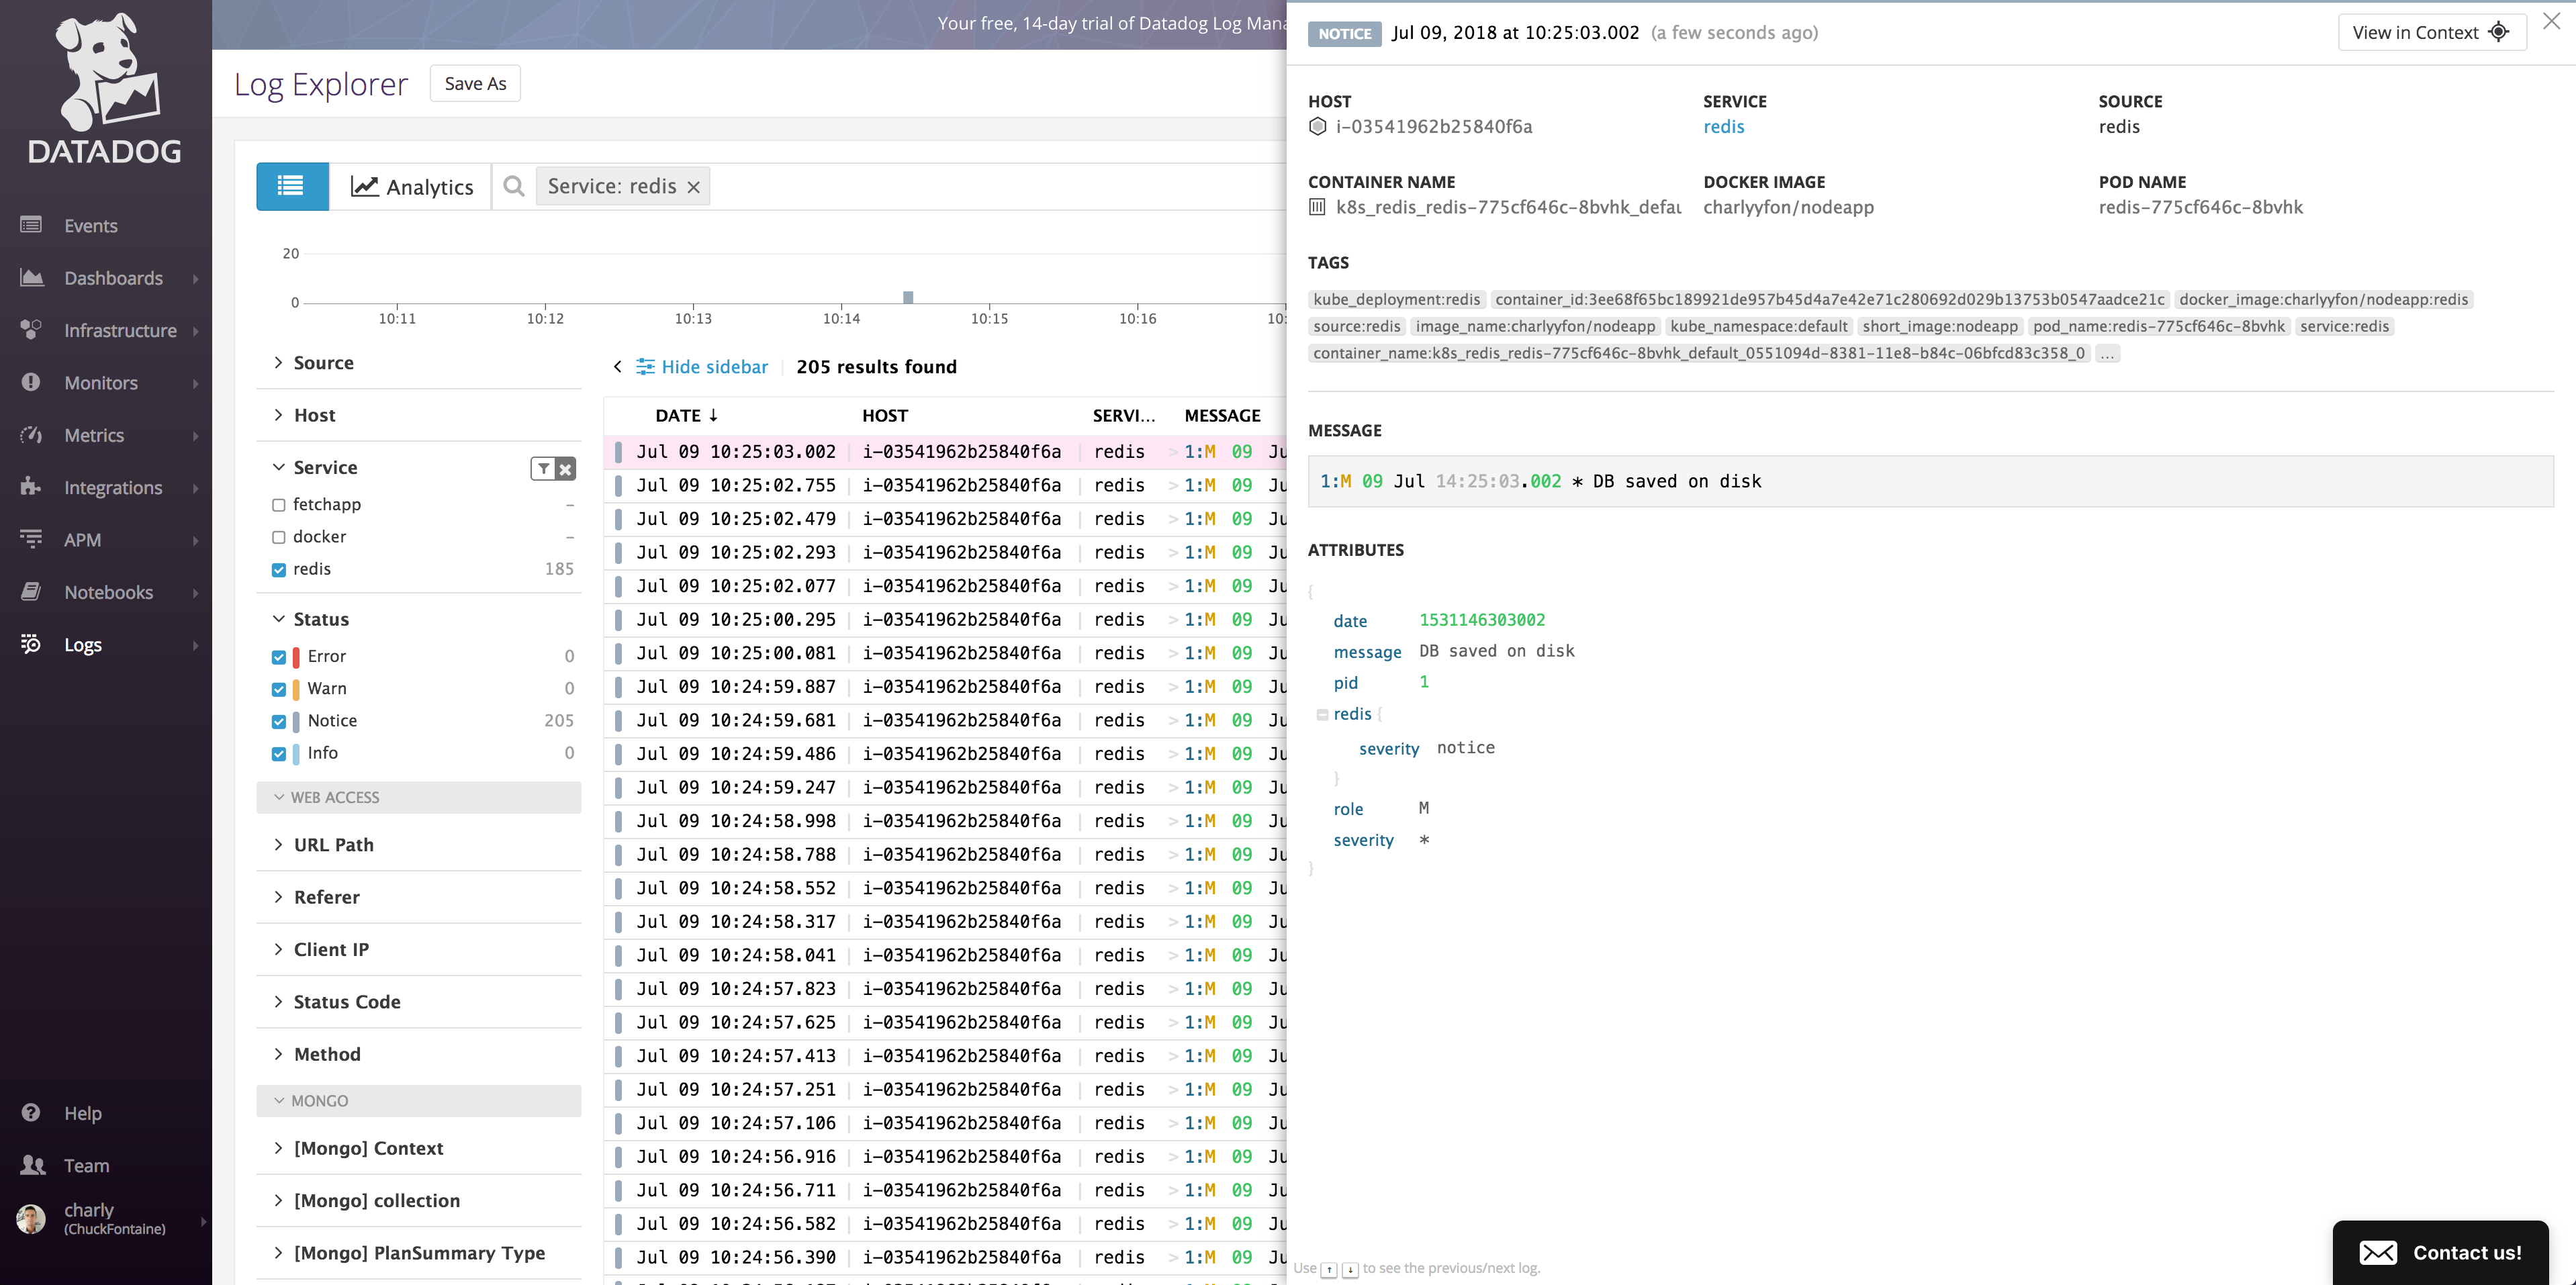 DATADOG
Events
Dashboards
Infrastructure
Monitors
Metrics
Integrations
APM
Notebooks
Logs
Help
Team
charly
(ChuckFontaine)
Your free, 14-day trial of Datadog Log Mana
Log Explorer
Save As
Analytics
Service: redis
20
0
10:11
10:12
10:13
10:14
10:15
10:16
10:
Source
Host
Service
fetchapp –
docker –
redis 185
Status
Error 0
Warn 0
Notice 205
Info 0
WEB ACCESS
URL Path
Referer
Client IP
Status Code
Method
MONGO
[Mongo] Context
[Mongo] collection
[Mongo] PlanSummary Type
Hide sidebar
205 results found
DATE ↓ HOST SERVI... MESSAGE
Jul 09 10:25:03.002 i-03541962b25840f6a redis > 1:M 09 Ju
Jul 09 10:25:02.755 i-03541962b25840f6a redis > 1:M 09 Ju
Jul 09 10:25:02.479 i-03541962b25840f6a redis > 1:M 09 Ju
Jul 09 10:25:02.293 i-03541962b25840f6a redis > 1:M 09 Ju
Jul 09 10:25:02.077 i-03541962b25840f6a redis > 1:M 09 Ju
Jul 09 10:25:00.295 i-03541962b25840f6a redis > 1:M 09 Ju
Jul 09 10:25:00.081 i-03541962b25840f6a redis > 1:M 09 Ju
Jul 09 10:24:59.887 i-03541962b25840f6a redis > 1:M 09 Ju
Jul 09 10:24:59.681 i-03541962b25840f6a redis > 1:M 09 Ju
Jul 09 10:24:59.486 i-03541962b25840f6a redis > 1:M 09 Ju
Jul 09 10:24:59.247 i-03541962b25840f6a redis > 1:M 09 Ju
Jul 09 10:24:58.998 i-03541962b25840f6a redis > 1:M 09 Ju
Jul 09 10:24:58.788 i-03541962b25840f6a redis > 1:M 09 Ju
Jul 09 10:24:58.552 i-03541962b25840f6a redis > 1:M 09 Ju
Jul 09 10:24:58.317 i-03541962b25840f6a redis > 1:M 09 Ju
Jul 09 10:24:58.041 i-03541962b25840f6a redis > 1:M 09 Ju
Jul 09 10:24:57.823 i-03541962b25840f6a redis > 1:M 09 Ju
Jul 09 10:24:57.625 i-03541962b25840f6a redis > 1:M 09 Ju
Jul 09 10:24:57.413 i-03541962b25840f6a redis > 1:M 09 Ju
Jul 09 10:24:57.251 i-03541962b25840f6a redis > 1:M 09 Ju
Jul 09 10:24:57.106 i-03541962b25840f6a redis > 1:M 09 Ju
Jul 09 10:24:56.916 i-03541962b25840f6a redis > 1:M 09 Ju
Jul 09 10:24:56.711 i-03541962b25840f6a redis > 1:M 09 Ju
Jul 09 10:24:56.582 i-03541962b25840f6a redis > 1:M 09 Ju
Jul 09 10:24:56.390 i-03541962b25840f6a redis > 1:M 09 Ju
NOTICE Jul 09, 2018 at 10:25:03.002 (a few seconds ago)
View in Context
HOST SERVICE SOURCE
i-03541962b25840f6a redis redis
CONTAINER NAME DOCKER IMAGE POD NAME
k8s_redis_redis-775cf646c-8bvhk_defau charlyyfon/nodeapp redis-775cf646c-8bvhk
TAGS
kube_deployment:redis container_id:3ee68f65bc189921de957b45d4a7e42e71c280692d029b13753b0547aadce21c docker_image:charlyyfon/nodeapp:redis
source:redis image_name:charlyyfon/nodeapp kube_namespace:default short_image:nodeapp pod_name:redis-775cf646c-8bvhk service:redis
container_name:k8s_redis_redis-775cf646c-8bvhk_default_0551094d-8381-11e8-b84c-06bfcd83c358_0 ...
MESSAGE
1:M 09 Jul 14:25:03.002 * DB saved on disk
ATTRIBUTES
{
date 1531146303002
message DB saved on disk
pid 1
redis {
severity notice
}
role M
severity *
}
Use ↑ ↓ to see the previous/next log.
Contact us!